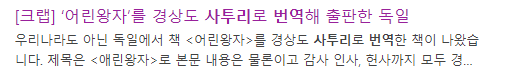 [크랩] ‘어린왕자’를 경상도 사투리로 번역해 출판한 독일
우리나라도 아닌 독일에서 책 <어린왕자>를 경상도 사투리로 번역한 책이 나왔습
니다. 제목은 <애린왕자>로 본문 내용은 물론이고 감사 인사, 헌사까지 모두 경...